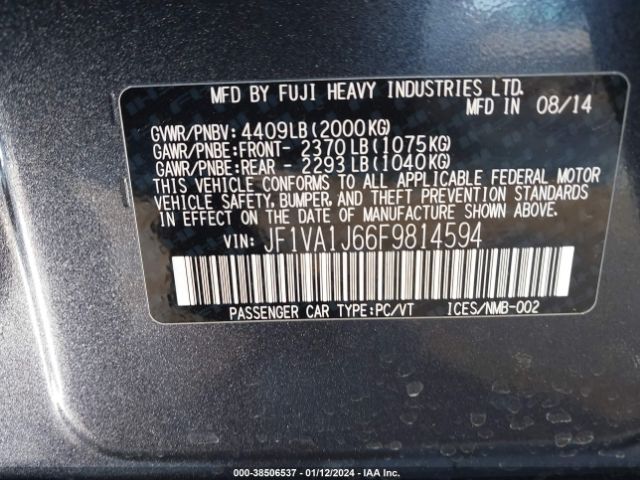 MFD BY FUJI HEAVY INDUSTRIES LTD.
MFD IN 08/14
GVWR/PNBV: 4409LB(2000KG)
GAWR/PNBE:FRONT- 2370LB(1075KG)
GAWR/PNBE:REAR - 2293LB(1040KG)
THIS VEHICLE CONFORMS TO ALL APPLICABLE FEDERAL MOTOR
VEHICLE SAFETY, BUMPER, AND THEFT PREVENTION STANDARDS
IN EFFECT ON THE DATE OF MANUFACTURE SHOWN ABOVE.
VIN: JF1VA1J66F9814594
PASSENGER CAR TYPE:PC/VT ICES/NMB-002
000-38506537 - 01/12/2024 - IAA Inc.